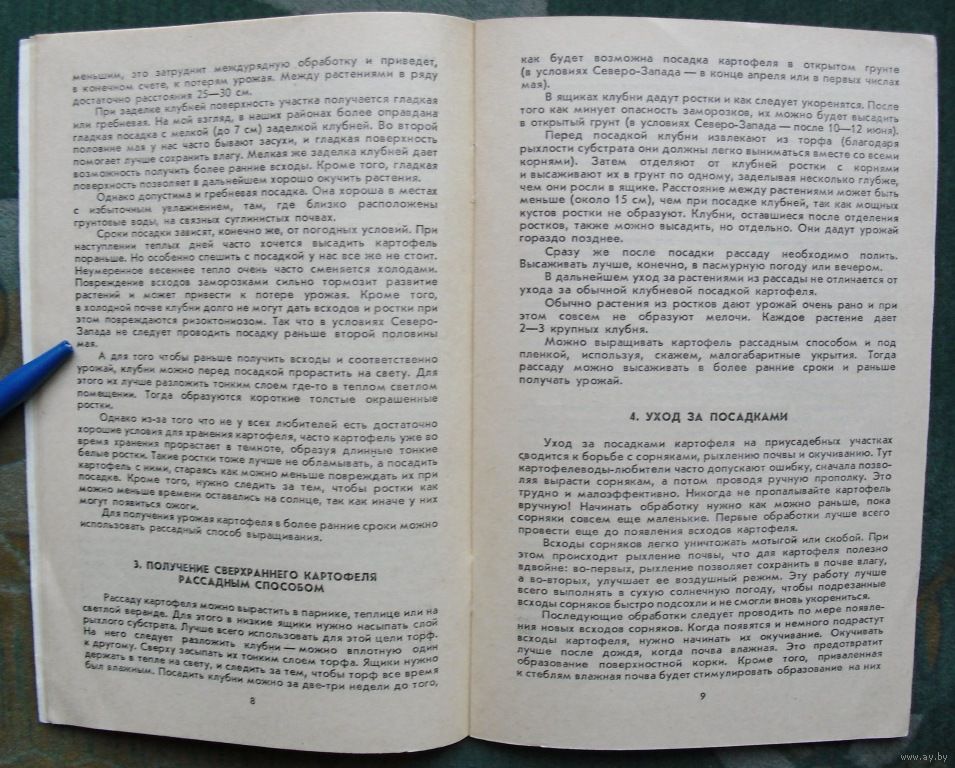 меньшим, это затруднит междурядную обработку и приведет,
в конечном счете, к потерям урожая. Между растениями в ряду
достаточно расстояния 25—30 см.
При заделке клубней поверхность участка получается гладкая
или гребневая. На мой взгляд, в наших районах более оправдана
гладкая посадка с мелкой (до 7 см) заделкой клубней. Во второй
половине мая у нас часто бывают засухи, и гладкая поверхность
помогает лучше сохранить влагу. Мелкая же заделка клубней дает
возможность получить более ранние всходы. Кроме того, гладкая
поверхность позволяет в дальнейшем хорошо окучить растения.
Однако допустима и гребневая посадка. Она хороша в местах
с избыточным увлажнением, там, где близко расположены
грунтовые воды, на связных суглинистых почвах.
Сроки посадки зависят, конечно же, от погодных условий. При
наступлении теплых дней часто хочется высадить картофель
пораньше. Но особенно спешить с посадкой у нас все же не стоит.
Неумеренное весеннее тепло очень часто сменяется холодами.
Повреждение всходов заморозками сильно тормозит развитие
растений и может привести к потере урожая. Кроме того,
в холодной почве клубни долго не могут дать всходов и ростки при
этом повреждаются ризоктониозом. Так что в условиях Северо-
Запада не следует проводить посадку раньше второй половины
мая.
А для того чтобы раньше получить всходы и соответственно
урожай, клубни можно перед посадкой прорастить на свету. Для
этого их лучше разложить тонким слоем где-то в теплом светлом
помещении. Тогда образуются короткие толстые окрашенные
ростки.
Однако из-за того что не у всех любителей есть достаточно
хорошие условия для хранения картофеля, часто картофель уже во
время хранения прорастает в темноте, образуя длинные тонкие
белые ростки. Такие ростки тоже лучше не обламывать, а посадить
картофель с ними, стараясь как можно меньше повреждать их при
посадке. Кроме того, нужно следить за тем, чтобы ростки как
можно меньше времени оставались на солнце, так как иначе у них
могут появиться ожоги.
Для получения урожая картофеля в более ранние сроки можно
использовать рассадный способ выращивания.
3. ПОЛУЧЕНИЕ СВЕРХРАННЕГО КАРТОФЕЛЯ
РАССАДНЫМ СПОСОБОМ
Рассаду картофеля можно вырастить в парнике, теплице или на
светлой веранде. Для этого в низкие ящики нужно насыпать слой
рыхлого субстрата. Лучше всего использовать для этой цели торф.
На него следует разложить клубни — можно вплотную один
к другому. Сверху засыпать их тонким слоем торфа. Ящики нужно
держать в тепле на свету, и следить за тем, чтобы торф все время
был влажным. Посадить клубни можно за две-три недели до того,
8
как будет возможна посадка картофеля в открытом грунте
(в условиях Северо-Запада — в конце апреля или в первых числах
мая).
В ящиках клубни дадут ростки и как следует укоренятся. После
того как минует опасность заморозков, их можно будет высадить
в открытый грунт (в условиях Северо-Запада — после 10—12 июня).
Перед посадкой клубни извлекают из торфа (благодаря
рыхлости субстрата они должны легко выниматься вместе со всеми
корнями). Затем отделяют от клубней ростки с корнями
и высаживают их в грунт по одному, заделывая несколько глубже,
чем они росли в ящике. Расстояние между растениями может быть
меньше (около 15 см), чем при посадке клубней, так как мощных
кустов ростки не образуют. Клубни, оставшиеся после отделения
ростков, также можно высадить, но отдельно. Они дадут урожай
гораздо позднее.
Сразу же после посадки рассаду необходимо полить.
Высаживать лучше, конечно, в пасмурную погоду или вечером.
В дальнейшем уход за растениями из рассады не отличается от
ухода за обычной клубневой посадкой картофеля.
Обычно растения из ростков дают урожай очень рано и при
этом совсем не образуют мелочи. Каждое растение дает
2—3 крупных клубня.
Можно выращивать картофель рассадным способом и под
пленкой, используя, скажем, малогабаритные укрытия. Тогда
рассаду можно высаживать в более ранние сроки и раньше
получать урожай.
4. УХОД ЗА ПОСАДКАМИ
Уход за посадками картофеля на приусадебных участках
сводится к борьбе с сорняками, рыхлению почвы и окучиванию. Тут
картофелеводы-любители часто допускают ошибку, сначала позво-
ляя вырасти сорнякам, а потом проводя ручную прополку. Это
трудно и малоэффективно. Никогда не пропалывайте картофель
вручную! Начинать обработку нужно как можно раньше, пока
сорняки совсем еще маленькие. Первые обработки лучше всего
провести еще до появления всходов картофеля.
Всходы сорняков легко уничтожать мотыгой или скобой. При
этом происходит рыхление почвы, что для картофеля полезно
вдвойне: во-первых, рыхление позволяет сохранить в почве влагу,
а во-вторых, улучшает ее воздушный режим. Эту работу лучше
всего выполнять в сухую солнечную погоду, чтобы подрезанные
всходы сорняков быстро подсохли и не смогли вновь укорениться.
Последующие обработки следует проводить по мере появле-
ния новых всходов сорняков. Когда появятся и немного подрастут
всходы картофеля, нужно начинать их окучивание. Окучивать
лучше после дождя, когда почва влажная. Это предотвратит
образование поверхностной корки. Кроме того, приваленная
к стеблям влажная почва будет стимулировать образование на них
9
www.ay.by